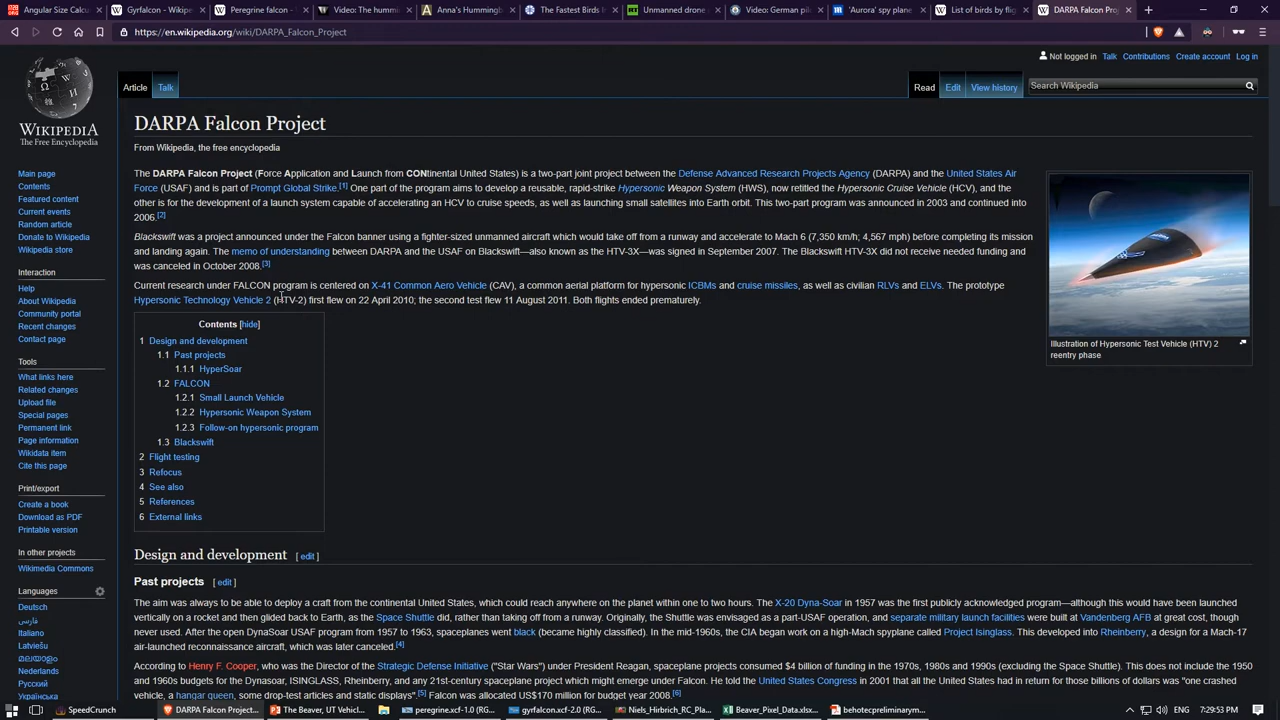 Angular Size Calcu
Gyrfalcon - Wikipe
Peregrine falcon -
Video: The hummi
Anna's Hummingb
The Fastest Birds I
Unmanned drone
Video: German pil
'Aurora' spy plane
List of birds by flig
DARPA Falcon Proj
https://en.wikipedia.org/wiki/DARPA_Falcon_Project
Not logged in Talk Contributions Create account Log in
Article Talk
Read Edit View history
Search Wikipedia
WIKIPEDIA
The Free Encyclopedia
Main page
Contents
Featured content
Current events
Random article
Donate to Wikipedia
Interaction
Help
About Wikipedia
Community portal
Recent changes
Contact page
Tools
What links here
Related changes
Upload file
Special pages
Permanent link
Page information
Wikidata item
Cite this page
Print/export
Create a book
Download as PDF
Printable version
In other projects
Wikimedia Commons
Languages
Deutsch
فارسی
Italiano
Latviešu
മലയാളം
Nederlands
Русский
Українська
DARPA Falcon Project
From Wikipedia, the free encyclopedia
The DARPA Falcon Project (Force Application and Launch from CONtinental United States) is a two-part joint project between the Defense Advanced Research Projects Agency (DARPA) and the United States Air
Force (USAF) and is part of Prompt Global Strike.[1] One part of the program aims to develop a reusable, rapid-strike Hypersonic Weapon System (HWS), now retitled the Hypersonic Cruise Vehicle (HCV), and the
other is for the development of a launch system capable of accelerating an HCV to cruise speeds, as well as launching small satellites into Earth orbit. This two-part program was announced in 2003 and continued into
2006.[2]
Blackswift was a project announced under the Falcon banner using a fighter-sized unmanned aircraft which would take off from a runway and accelerate to Mach 6 (7,350 km/h; 4,567 mph) before completing its mission
and landing again. The memo of understanding between DARPA and the USAF on Blackswift—also known as the HTV-3X—was signed in September 2007. The Blackswift HTV-3X did not receive needed funding and
was canceled in October 2008.[3]
Current research under FALCON program is centered on X-41 Common Aero Vehicle (CAV), a common aerial platform for hypersonic ICBMs and cruise missiles, as well as civilian RLVs and ELVs. The prototype
Hypersonic Technology Vehicle 2 (HTV-2) first flew on 22 April 2010; the second test flew 11 August 2011. Both flights ended prematurely.
Illustration of Hypersonic Test Vehicle (HTV) 2
reentry phase
Contents [hide]
1 Design and development
1.1 Past projects
1.1.1 HyperSoar
1.2 FALCON
1.2.1 Small Launch Vehicle
1.2.2 Hypersonic Weapon System
1.2.3 Follow-on hypersonic program
1.3 Blackswift
2 Flight testing
3 Refocus
4 See also
5 References
6 External links
Design and development [ edit ]
Past projects [ edit ]
The aim was always to be able to deploy a craft from the continental United States, which could reach anywhere on the planet within one to two hours. The X-20 Dyna-Soar in 1957 was the first publicly acknowledged program—although this would have been launched
vertically on a rocket and then glided back to Earth, as the Space Shuttle did, rather than taking off from a runway. Originally, the Shuttle was envisaged as a part-USAF operation, and separate military launch facilities were built at Vandenberg AFB at great cost, though
never used. After the open DynaSoar USAF program from 1957 to 1963, spaceplanes went black (became highly classified). In the mid-1960s, the CIA began work on a high-Mach spyplane called Project Isinglass. This developed into Rheinberry, a design for a Mach-17
air-launched reconnaissance aircraft, which was later canceled.[4]
According to Henry F. Cooper, who was the Director of the Strategic Defense Initiative ("Star Wars") under President Reagan, spaceplane projects consumed $4 billion of funding in the 1970s, 1980s and 1990s (excluding the Space Shuttle). This does not include the 1950
and 1960s budgets for the Dynasoar, ISINGLASS, Rheinberry, and any 21st-century spaceplane project which might emerge under Falcon. He told the United States Congress in 2001 that all the United States had in return for those billions of dollars was "one crashed
vehicle, a hangar queen, some drop-test articles and static displays".[5] Falcon was allocated US$170 million for budget year 2008.[6]
SpeedCrunch
DARPA Falcon Project...
The Beaver, UT Vehicl...
peregrine.xcf-1.0 (RG...
gyrfalcon.xcf-2.0 (RG...
Niels_Hirbrich_RC_Pla...
Beaver_Pixel_Data.xlsx...
behotecpreliminarym...
7:29:53 PM